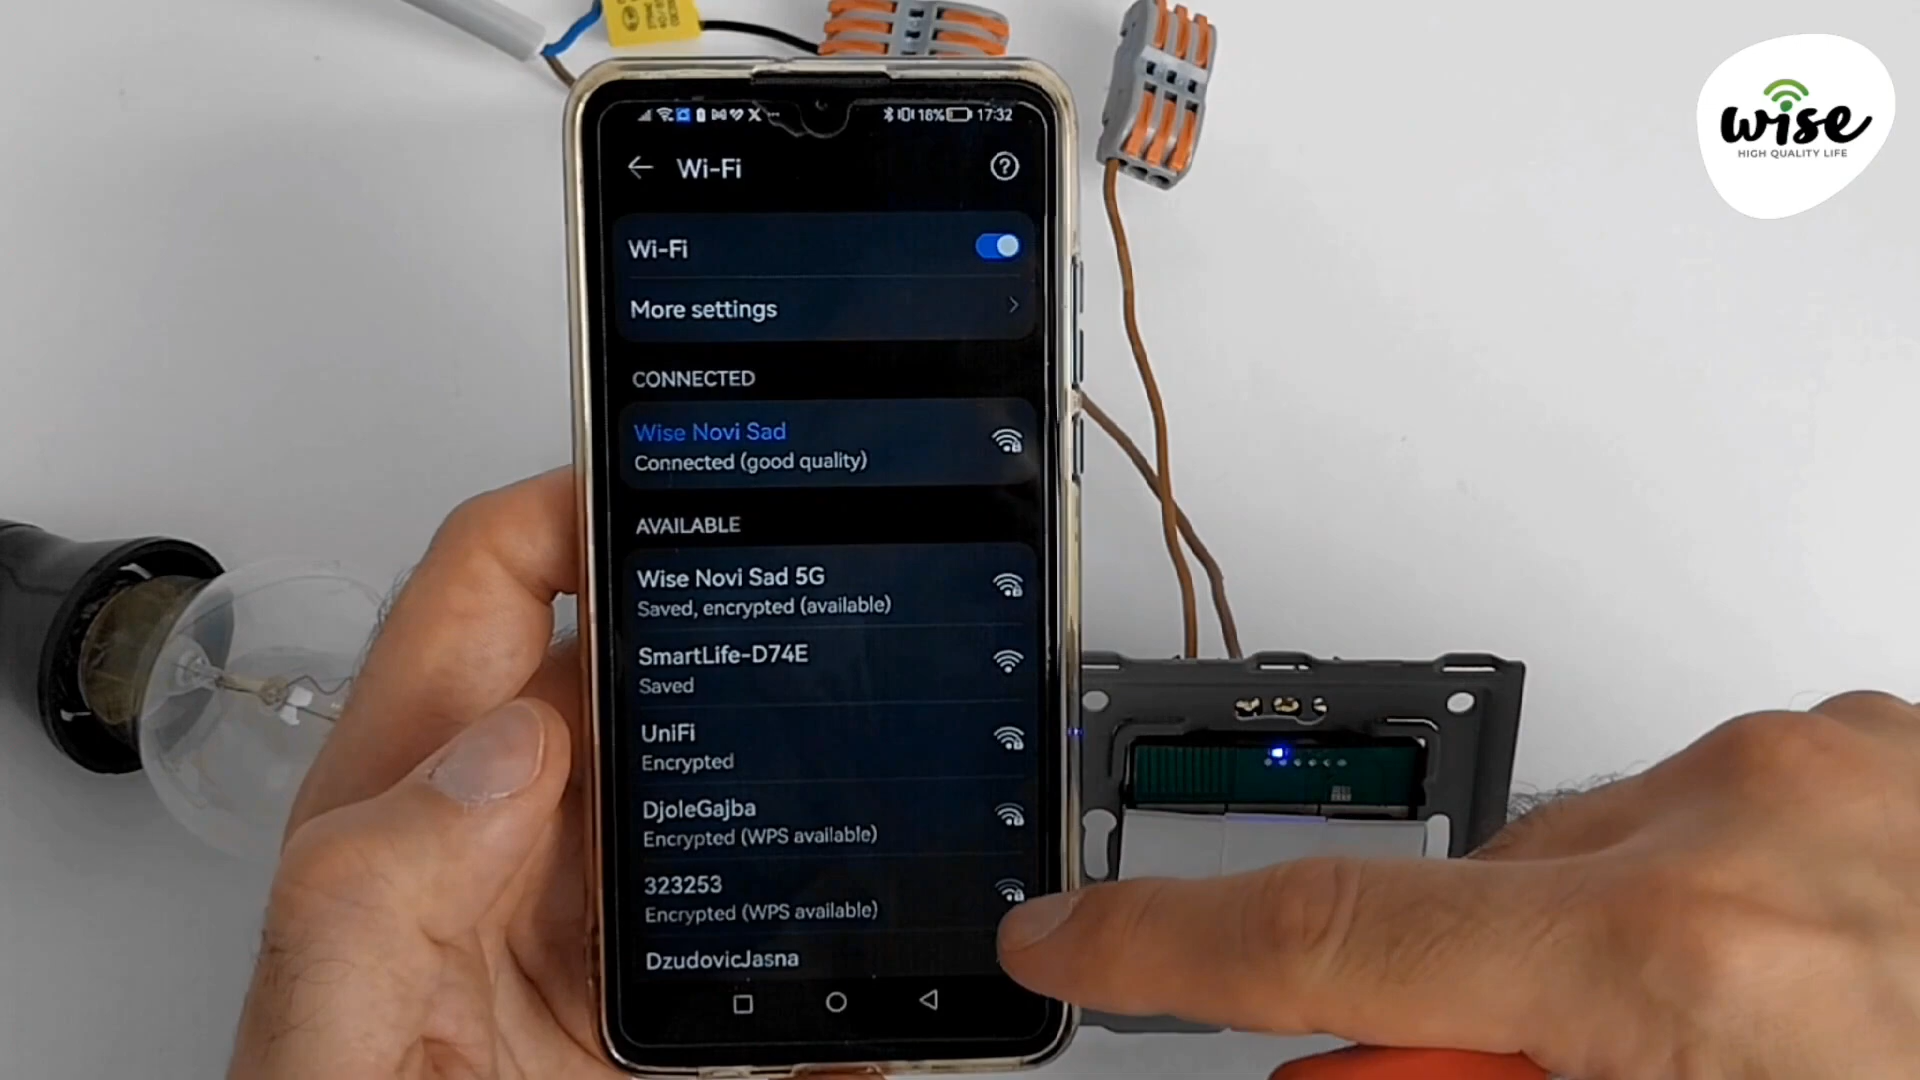 18% 17:32
Wi-Fi
Wi-Fi
More settings
CONNECTED
Wise Novi Sad
Connected (good quality)
AVAILABLE
Wise Novi Sad 5G
Saved, encrypted (available)
SmartLife-D74E
Saved
UniFi
Encrypted
DjoleGajba
Encrypted (WPS available)
323253
Encrypted (WPS available)
DzudovicJasna
wise
HIGH QUALITY LIFE